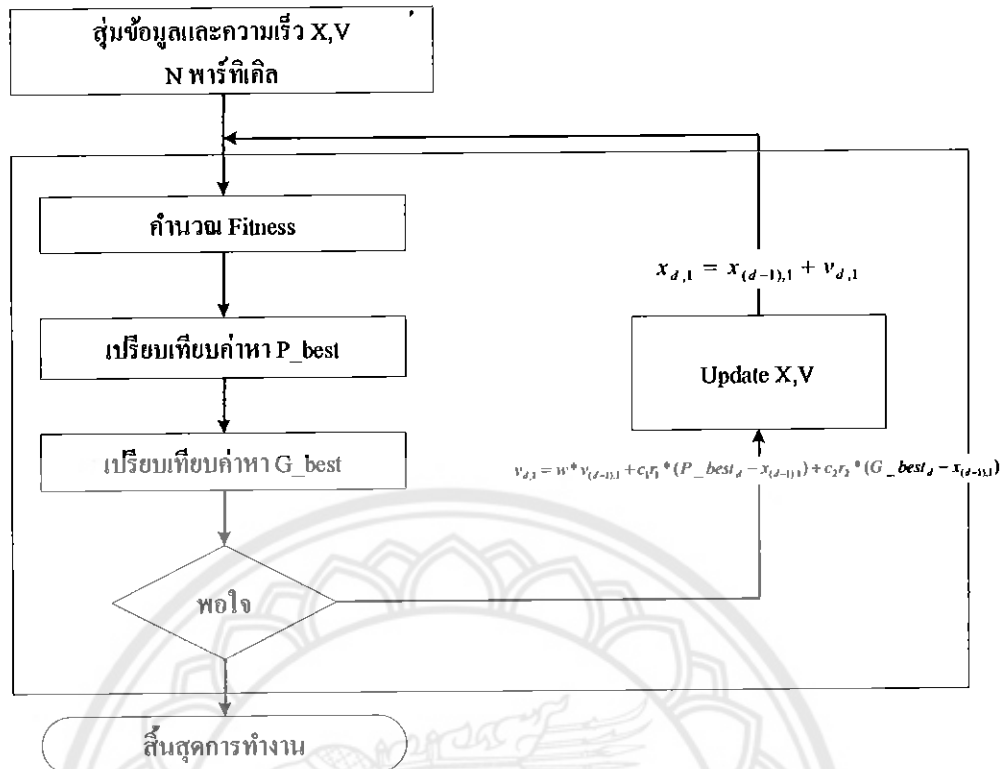 สุ่มข้อมูลและความเร็ว X,V
N พาร์ทิเคิล
คำนวณ Fitness
เปรียบเทียบค่าหา P_best
เปรียบเทียบค่าหา G_best
พอใจ
สิ้นสุดการทำงาน
x_{d,1} = x_{(d-1),1} + v_{d,1}
Update X,V
v_{d,1} = w* v_{(d-1),1} + c_1r_1 * (P_best_d - x_{(d-1),1}) + c_2r_2 * (G_best_d - x_{(d-1),1})